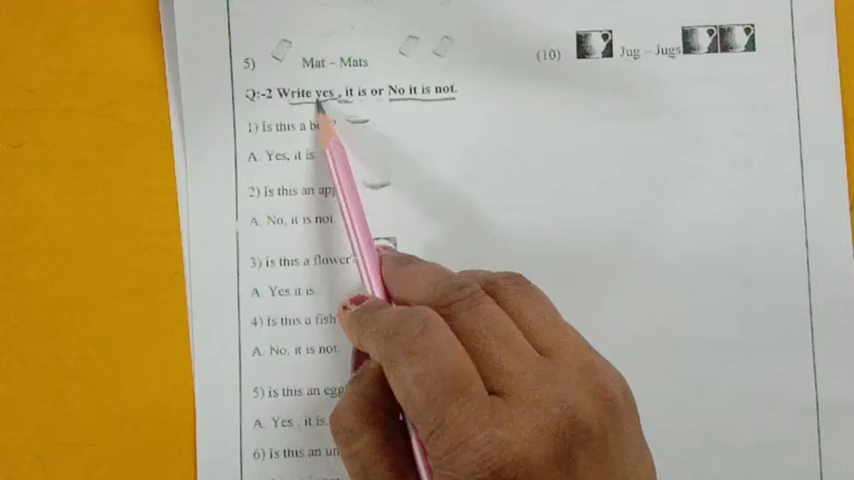 5) Mat – Mats
(10) Jug – Jugs
Q:-2 Write yes , it is or No it is not.
1) Is this a
A. Yes, it is
2) Is this an
A. No, it is not.
3) is this a flower
A. Yes it is.
4) Is this a fish
A. No, it is not.
5) is this an egg
A. Yes , it is.
6) Is this an